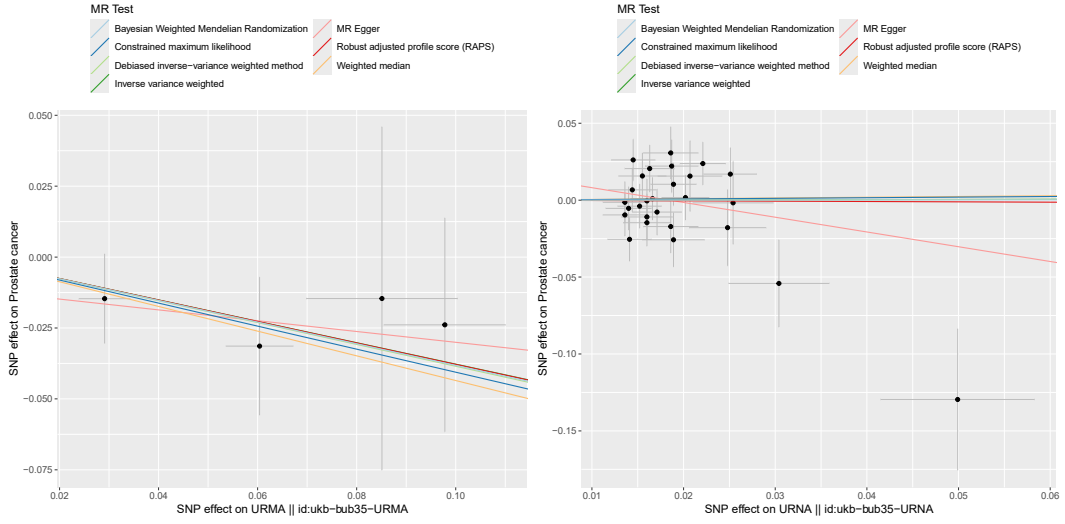 MR Test
Bayesian Weighted Mendelian Randomization
MR Egger
Constrained maximum likelihood
Robust adjusted profile score (RAPS)
Debiased inverse−variance weighted method
Weighted median
Inverse variance weighted
0.050
0.025
0.000
−0.025
−0.050
−0.075
SNP effect on Prostate cancer
0.02
0.04
0.06
0.08
0.10
SNP effect on URMA || id:ukb−bub35−URMA
MR Test
Bayesian Weighted Mendelian Randomization
MR Egger
Constrained maximum likelihood
Robust adjusted profile score (RAPS)
Debiased inverse−variance weighted method
Weighted median
Inverse variance weighted
0.05
0.00
−0.05
−0.10
−0.15
SNP effect on Prostate cancer
0.01
0.02
0.03
0.04
0.05
0.06
SNP effect on URNA || id:ukb−bub35−URNA